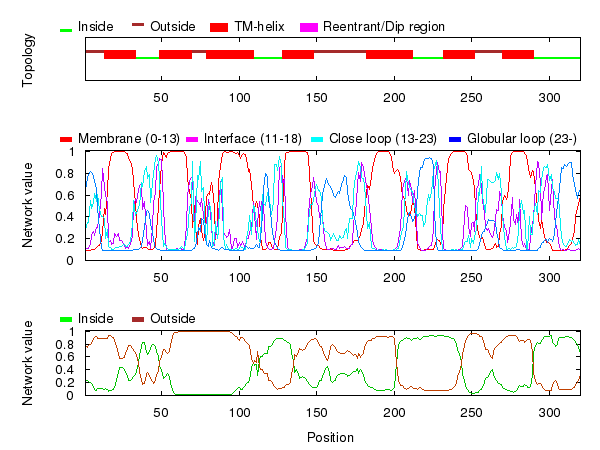 Inside Outside TM-helix Reentrant/Dip region
Topology
50 100 150 200 250 300
Membrane (0-13) Interface (11-18) Close loop (13-23) Globular loop (23-)
Network value
1
0.8
0.6
0.4
0.2
0
50 100 150 200 250 300
Inside Outside
Network value
1
0.8
0.6
0.4
0.2
0
50 100 150 200 250 300
Position